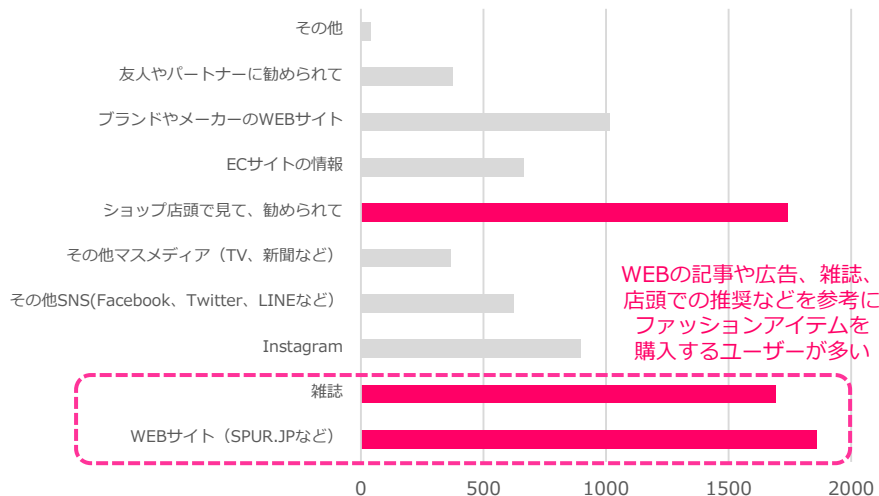 その他
友人やパートナーに勧められて
ブランドやメーカーのWEBサイト
ECサイトの情報
ショップ店頭で見て、勧められて
その他マスメディア（TV、新聞など）
その他SNS(Facebook、Twitter、LINEなど）
Instagram
雑誌
WEBサイト（SPUR.JPなど）
WEBの記事や広告、雑誌、
店頭での推奨などを参考に
ファッションアイテムを
購入するユーザーが多い
0 500 1000 1500 2000